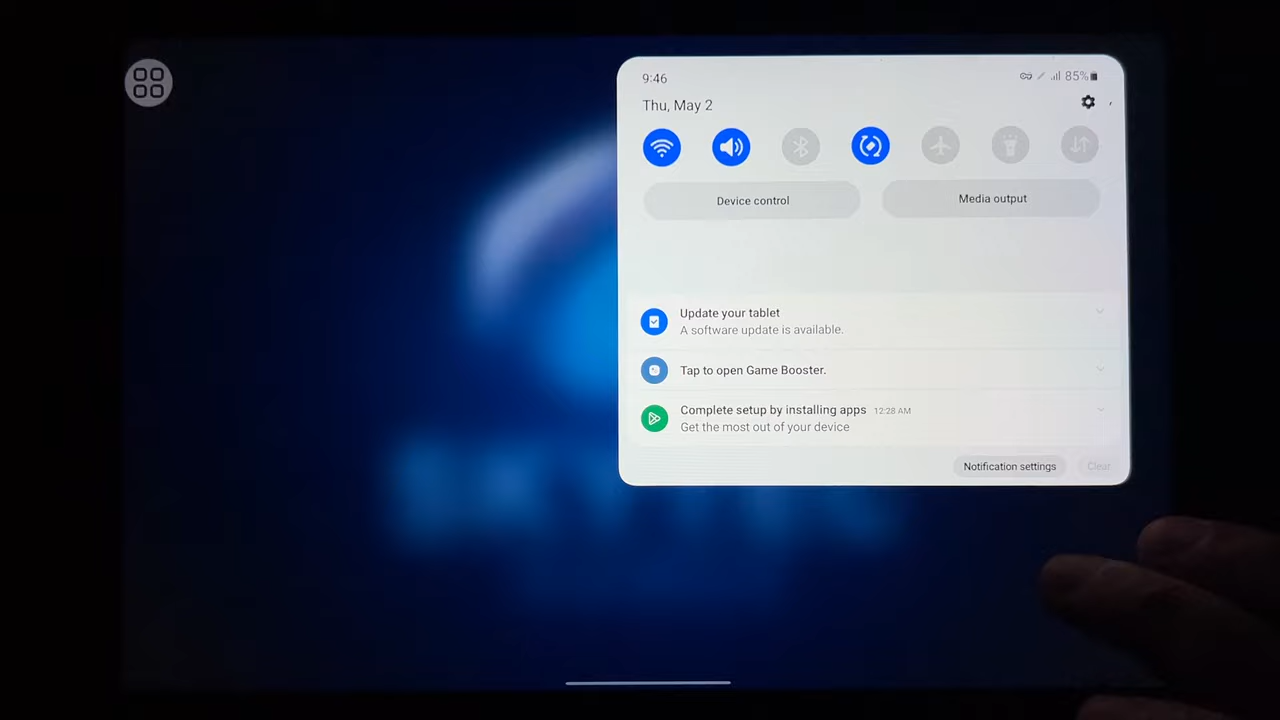 9:46
85%
Thu, May 2
Device control
Media output
Update your tablet
A software update is available.
Tap to open Game Booster.
Complete setup by installing apps 12:28 AM
Get the most out of your device
Notification settings
Clear